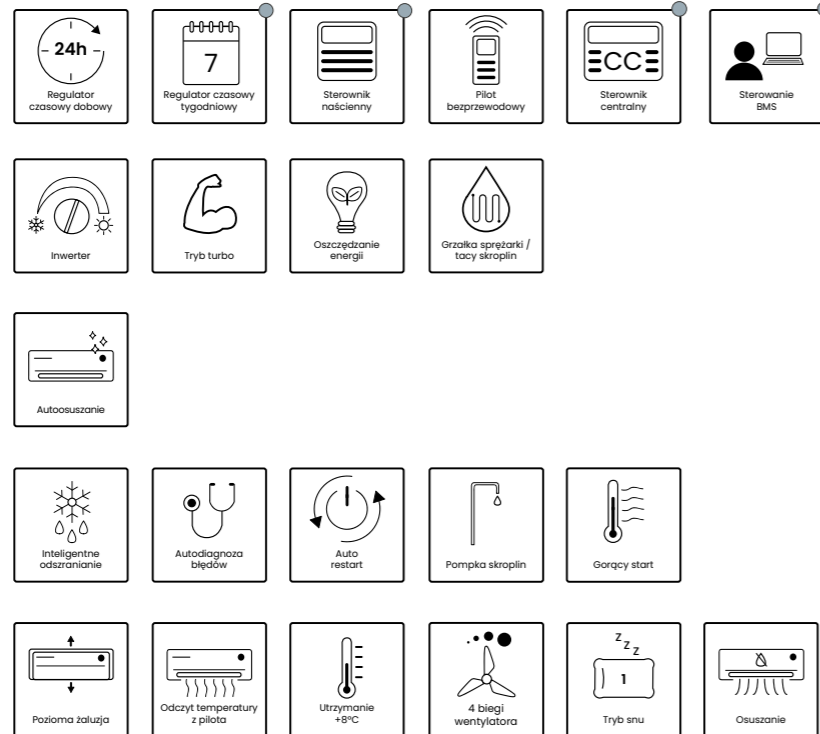 24h
Regulator
czasowy dobowy
7
Regulator czasowy
tygodniowy
Sterownik
naścienny
Pilot
bezprzewodowy
CC
Sterownik
centralny
Sterowanie
BMS
Inwerter
Tryb turbo
Oszczędzanie
energii
Grzałka sprężarki /
tacy skroplin
Autoosuszanie
Inteligentne
odszranianie
Autodiagnoza
błędów
Auto
restart
Pompka skroplin
Gorący start
Pozioma żaluzja
Odczyt temperatury
z pilota
Utrzymanie
+8°C
4 biegi
wentylatora
Z Z Z
1
Tryb snu
Osuszanie